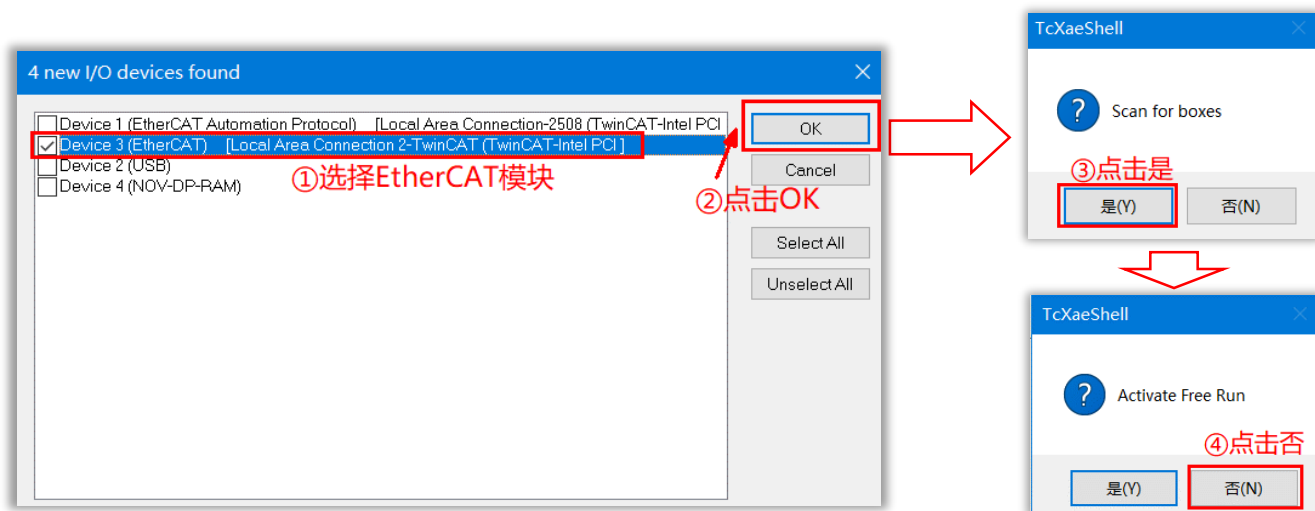 4 new I/O devices found
Device 1 (EtherCAT Automation Protocol) [Local Area Connection-2508 (TwinCAT-Intel PCI
Device 3 (EtherCAT) [Local Area Connection 2-TwinCAT (TwinCAT-Intel PCI ]
Device 2 (USB)
Device 4 (NOV-DP-RAM)
①选择EtherCAT模块
OK
②点击OK
Cancel
Select All
Unselect All
TcXaeShell
Scan for boxes
③点击是
是(Y)
否(N)
TcXaeShell
Activate Free Run
④点击否
是(Y)
否(N)